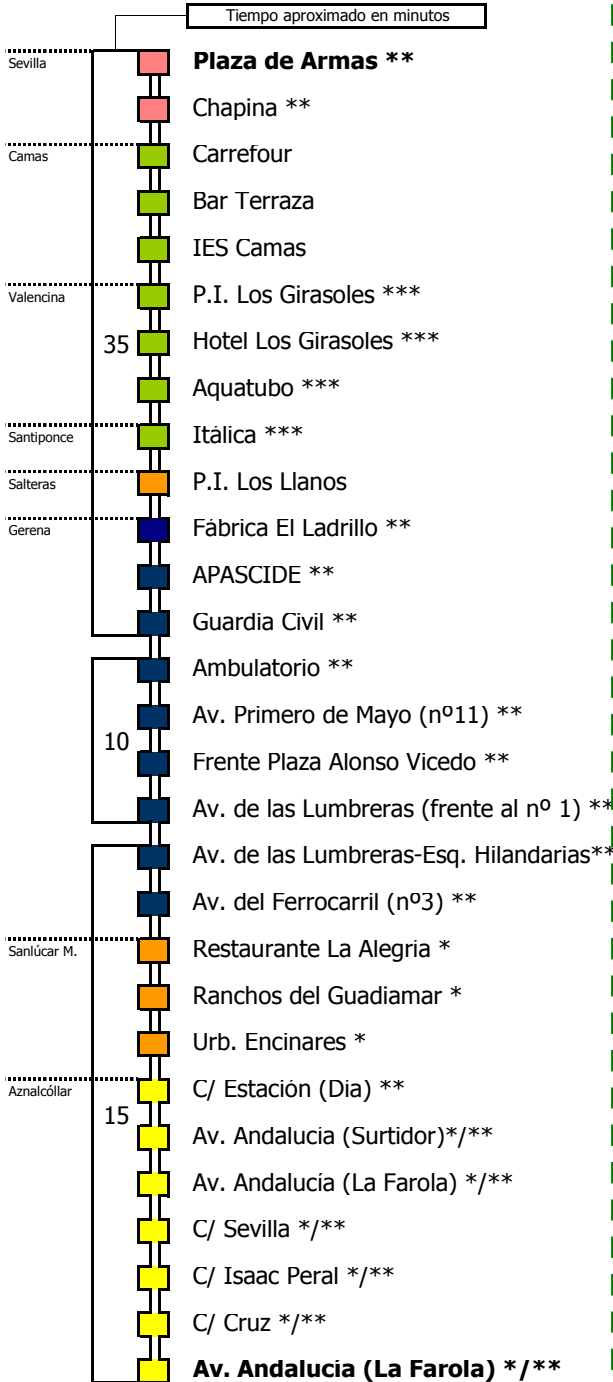 Tiempo aproximado en minutos
Sevilla
Plaza de Armas **
Chapina **
Camas
Carrefour
Bar Terraza
IES Camas
Valencina
P.I. Los Girasoles ***
35
Hotel Los Girasoles ***
Aquatubo ***
Santiponce
Itálica ***
Salteras
P.I. Los Llanos
Gerena
Fábrica El Ladrillo **
APASCIDE **
Guardia Civil **
Ambulatorio **
Av. Primero de Mayo (nº11) **
10
Frente Plaza Alonso Vicedo **
Av. de las Lumbreras (frente al nº 1) **
Av. de las Lumbreras-Esq. Hilandarias**
Av. del Ferrocarril (nº3) **
Sanlúcar M.
Restaurante La Alegría *
Ranchos del Guadiamar *
Urb. Encinares *
Aznalcóllar
C/ Estación (Dia) **
15
Av. Andalucia (Surtidor)*/**
Av. Andalucía (La Farola) */**
C/ Sevilla */**
C/ Isaac Peral */**
C/ Cruz */**
Av. Andalucía (La Farola) */**